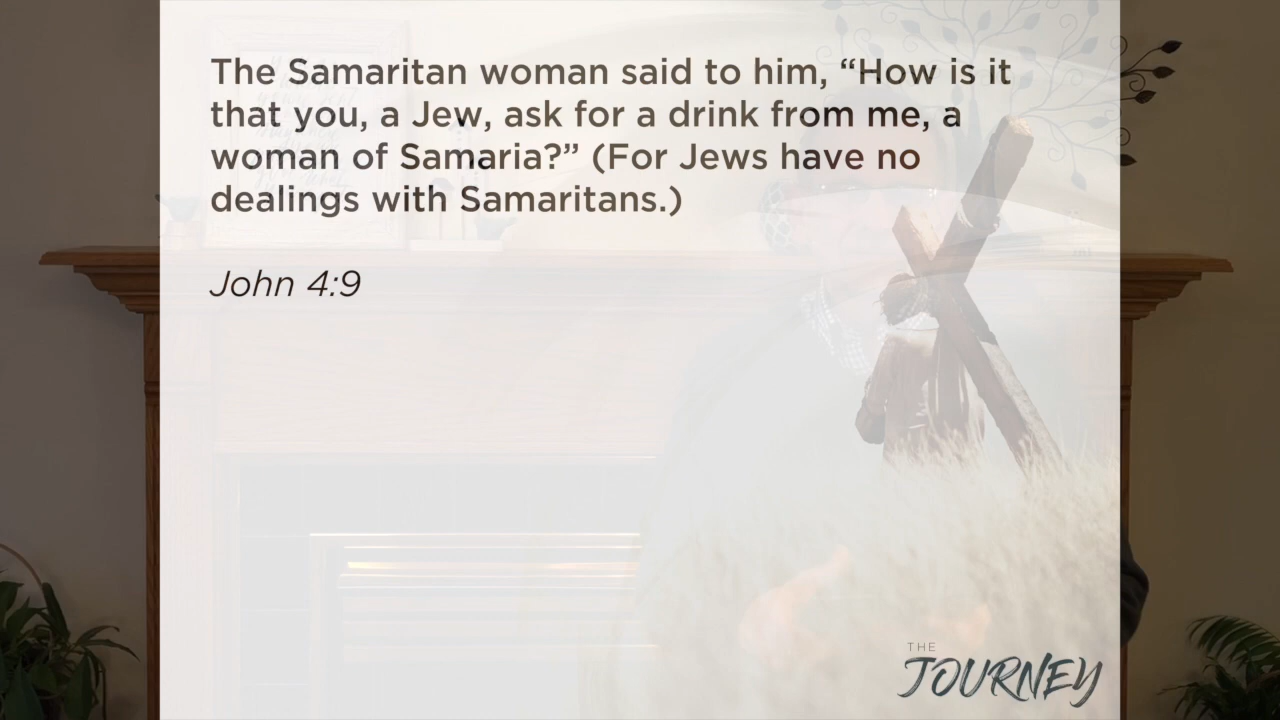 The Samaritan woman said to him, “How is it
that you, a Jew, ask for a drink from me, a
woman of Samaria?” (For Jews have no
dealings with Samaritans.)
John 4:9
THE
JOURNEY